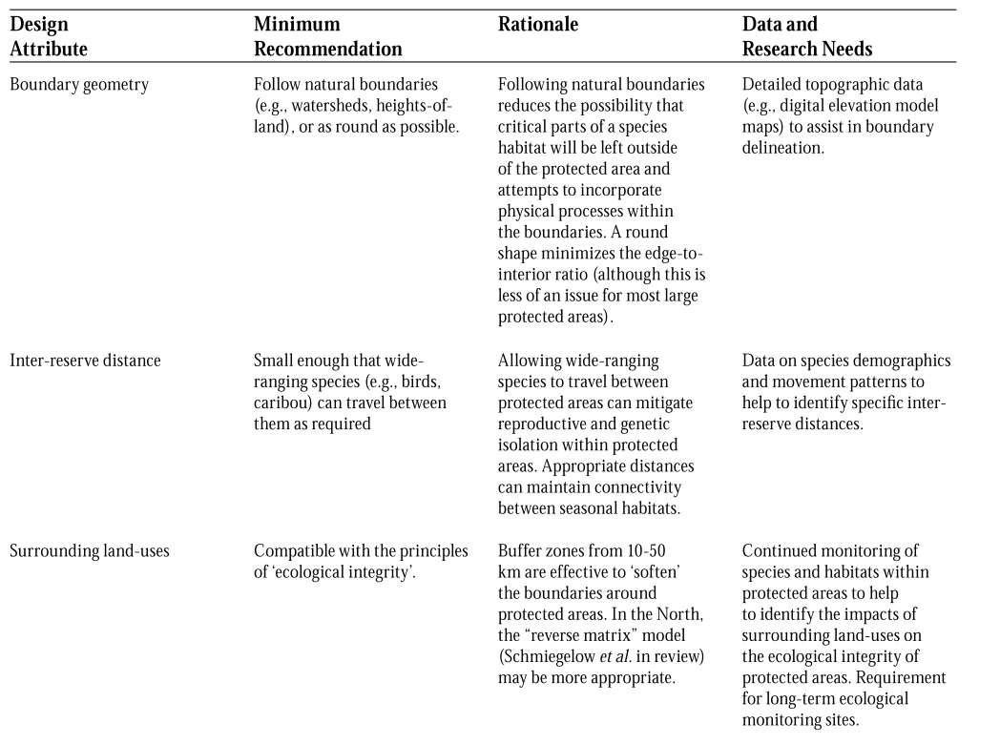 Design
Attribute
Minimum
Recommendation
Rationale
Data and
Research Needs
Boundary geometry
Follow natural boundaries
(e.g., watersheds, heights-of-
land), or as round as possible.
Following natural boundaries
reduces the possibility that
critical parts of a species
habitat will be left outside
of the protected area and
attempts to incorporate
physical processes within
the boundaries. A round
shape minimizes the edge-to-
interior ratio (although this is
less of an issue for most large
protected areas).
Detailed topographic data
(e.g., digital elevation model
maps) to assist in boundary
delineation.
Inter-reserve distance
Small enough that wide-
ranging species (e.g., birds,
caribou) can travel between
them as required
Allowing wide-ranging
species to travel between
protected areas can mitigate
reproductive and genetic
isolation within protected
areas. Appropriate distances
can maintain connectivity
between seasonal habitats.
Data on species demographics
and movement patterns to
help to identify specific inter-
reserve distances.
Surrounding land-uses
Compatible with the principles
of ‘ecological integrity’.
Buffer zones from 10-50
km are effective to ‘soften’
the boundaries around
protected areas. In the North,
the “reverse matrix” model
(Schmiegelow et al. in review)
may be more appropriate.
Continued monitoring of
species and habitats within
protected areas to help
to identify the impacts of
surrounding land-uses on
the ecological integrity of
protected areas. Requirement
for long-term ecological
monitoring sites.